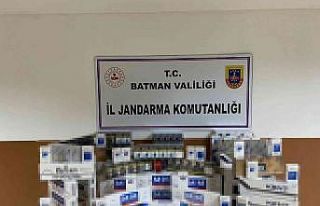 T.C.
BATMAN VALİLİĞİ
İL JANDARMA KOMUTANLIĞI